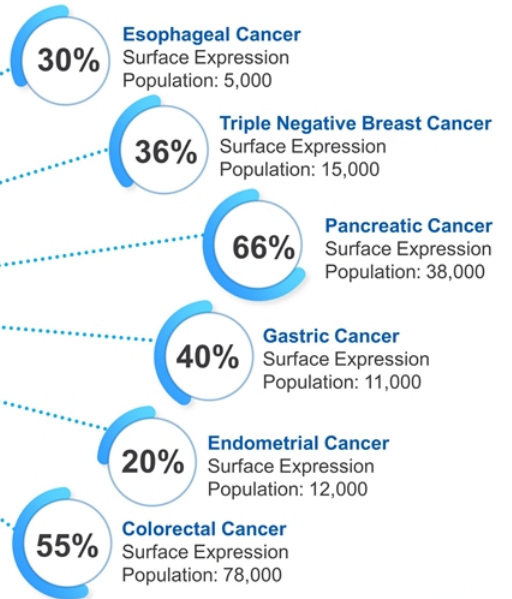 30%
Esophageal Cancer
Surface Expression
Population: 5,000
36%
Triple Negative Breast Cancer
Surface Expression
Population: 15,000
66%
Pancreatic Cancer
Surface Expression
Population: 38,000
40%
Gastric Cancer
Surface Expression
Population: 11,000
20%
Endometrial Cancer
Surface Expression
Population: 12,000
55%
Colorectal Cancer
Surface Expression
Population: 78,000